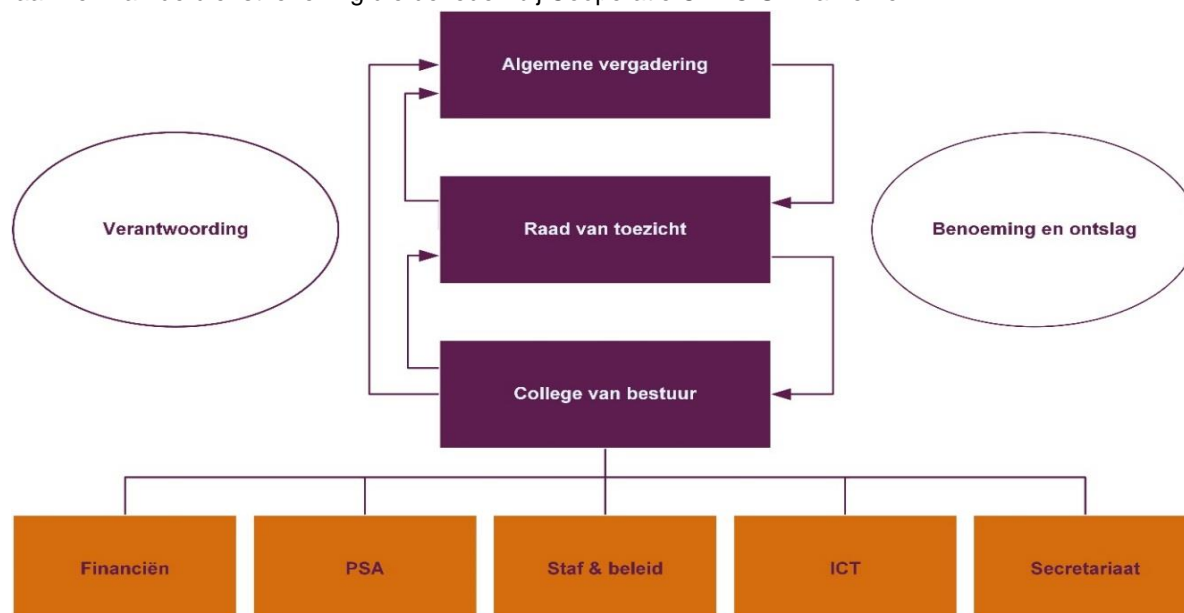 Algemene vergadering
Verantwoording
Raad van toezicht
Benoeming en ontslag
College van bestuur
Financiën
PSA
Staf & beleid
ICT
Secretariaat